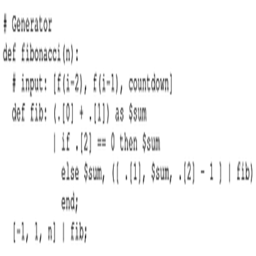 # Generator
def fibonacci(n):
# input: [f(i-2), f(i-1), countdown]
def fib: (.[0] + .[1]) as $sum
| if .[2] == 0 then $sum
else $sum, ([ .[1], $sum, .[2] - 1 ] | fib)
end;
[-1, 1, n] | fib;